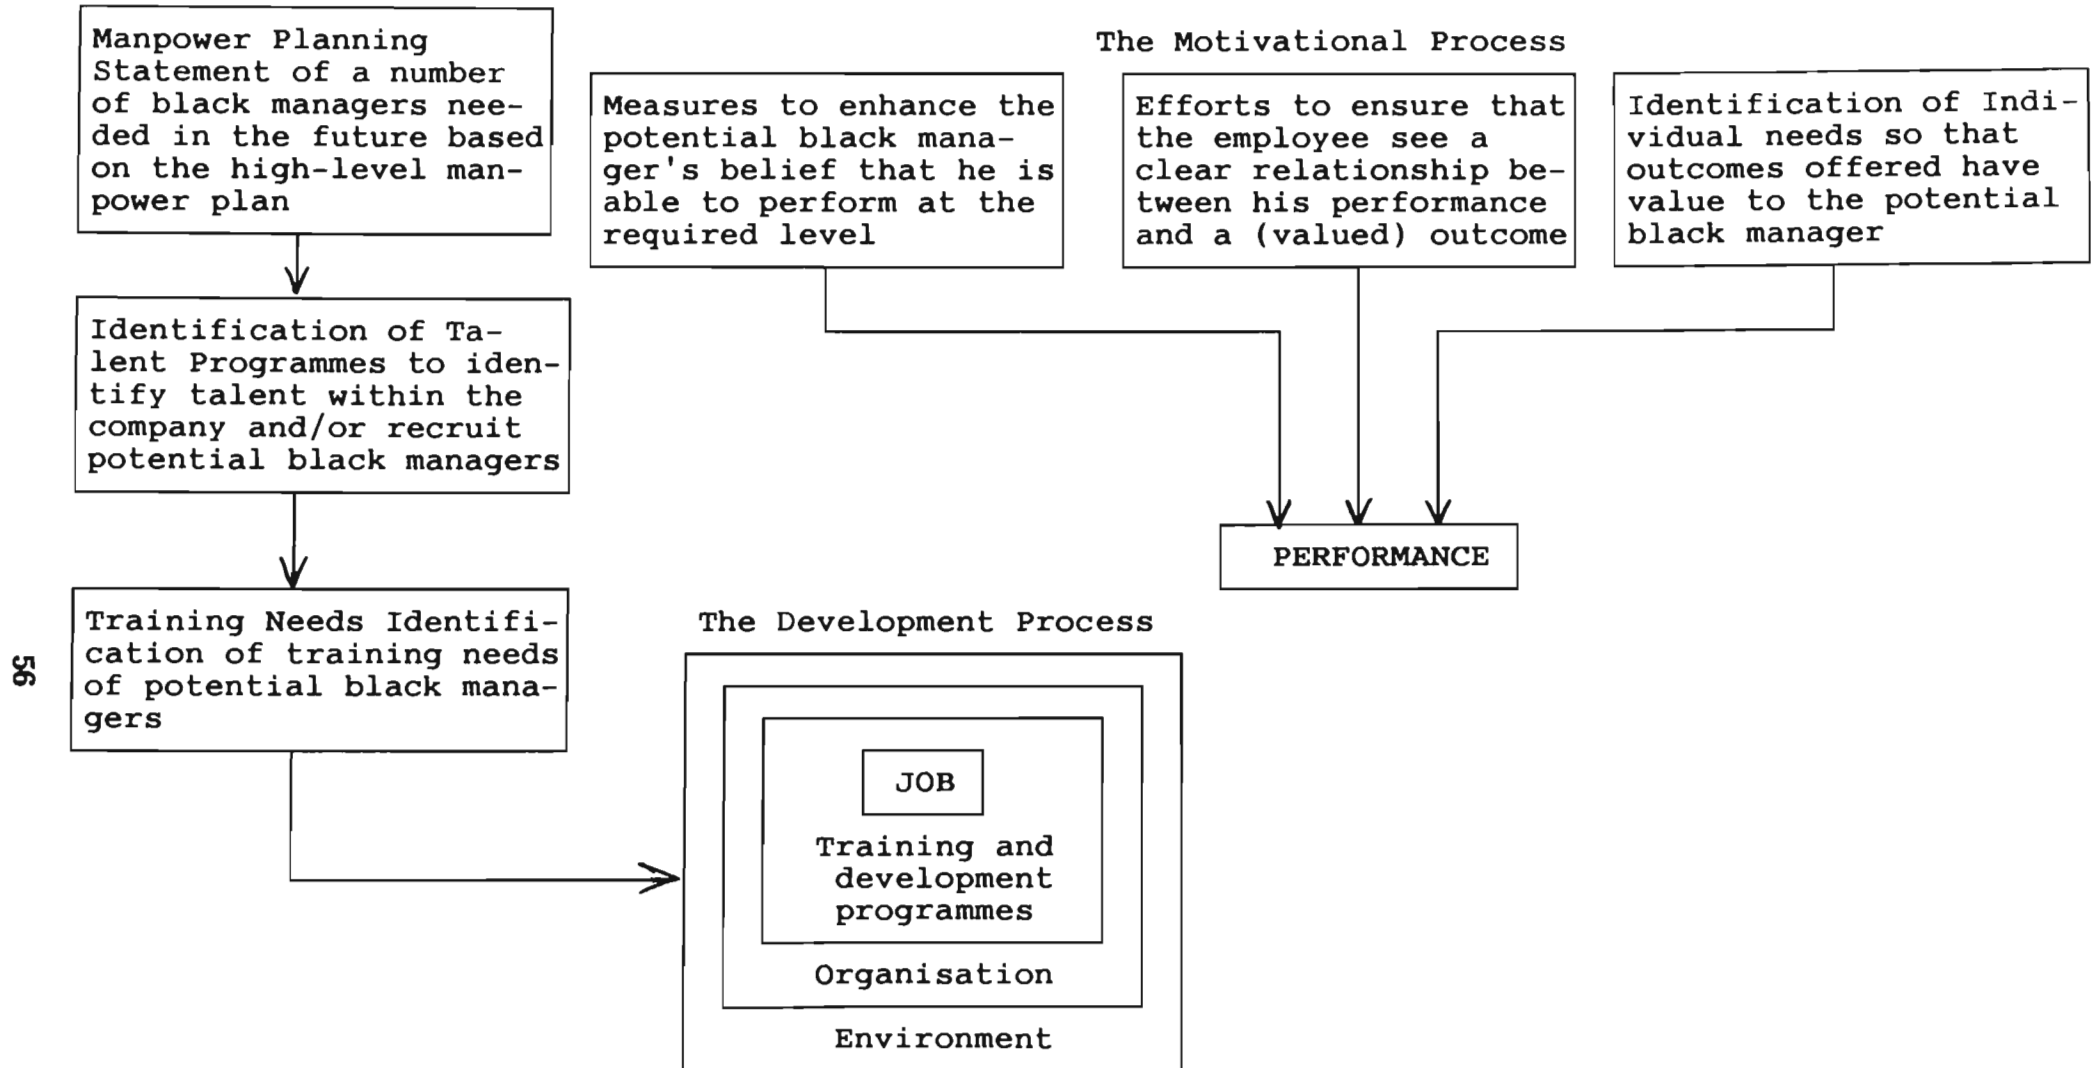 Manpower Planning
Statement of a number
of black managers nee-
ded in the future based
on the high-level man-
power plan
Identification of Ta-
lent Programmes to iden-
tify talent within the
company and/or recruit
potential black managers
Training Needs Identifi-
cation of training needs
of potential black mana-
gers
The Motivational Process
Measures to enhance the
potential black mana-
ger's belief that he is
able to perform at the
required level
Efforts to ensure that
the employee see a
clear relationship be-
tween his performance
and a (valued) outcome
Identification of Indi-
vidual needs so that
outcomes offered have
value to the potential
black manager
PERFORMANCE
The Development Process
JOB
Training and
development
programmes
Organisation
Environment
56